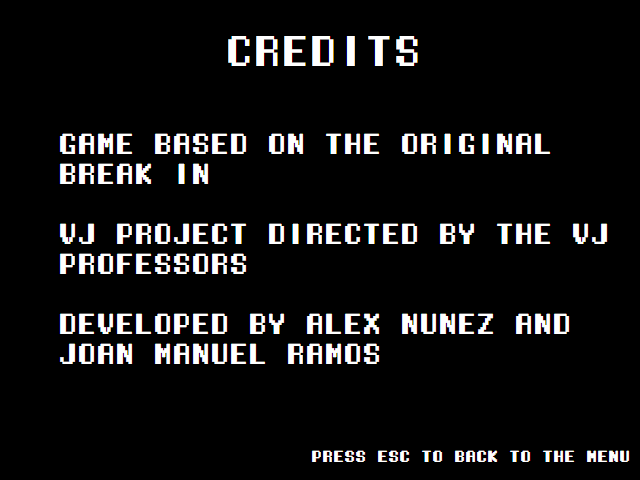 CREDITS
GAME BASED ON THE ORIGINAL
BREAK IN
VJ PROJECT DIRECTED BY THE VJ
PROFESSORS
DEVELOPED BY ALEX NUNEZ AND
JOAN MANUEL RAMOS
PRESS ESC TO BACK TO THE MENU